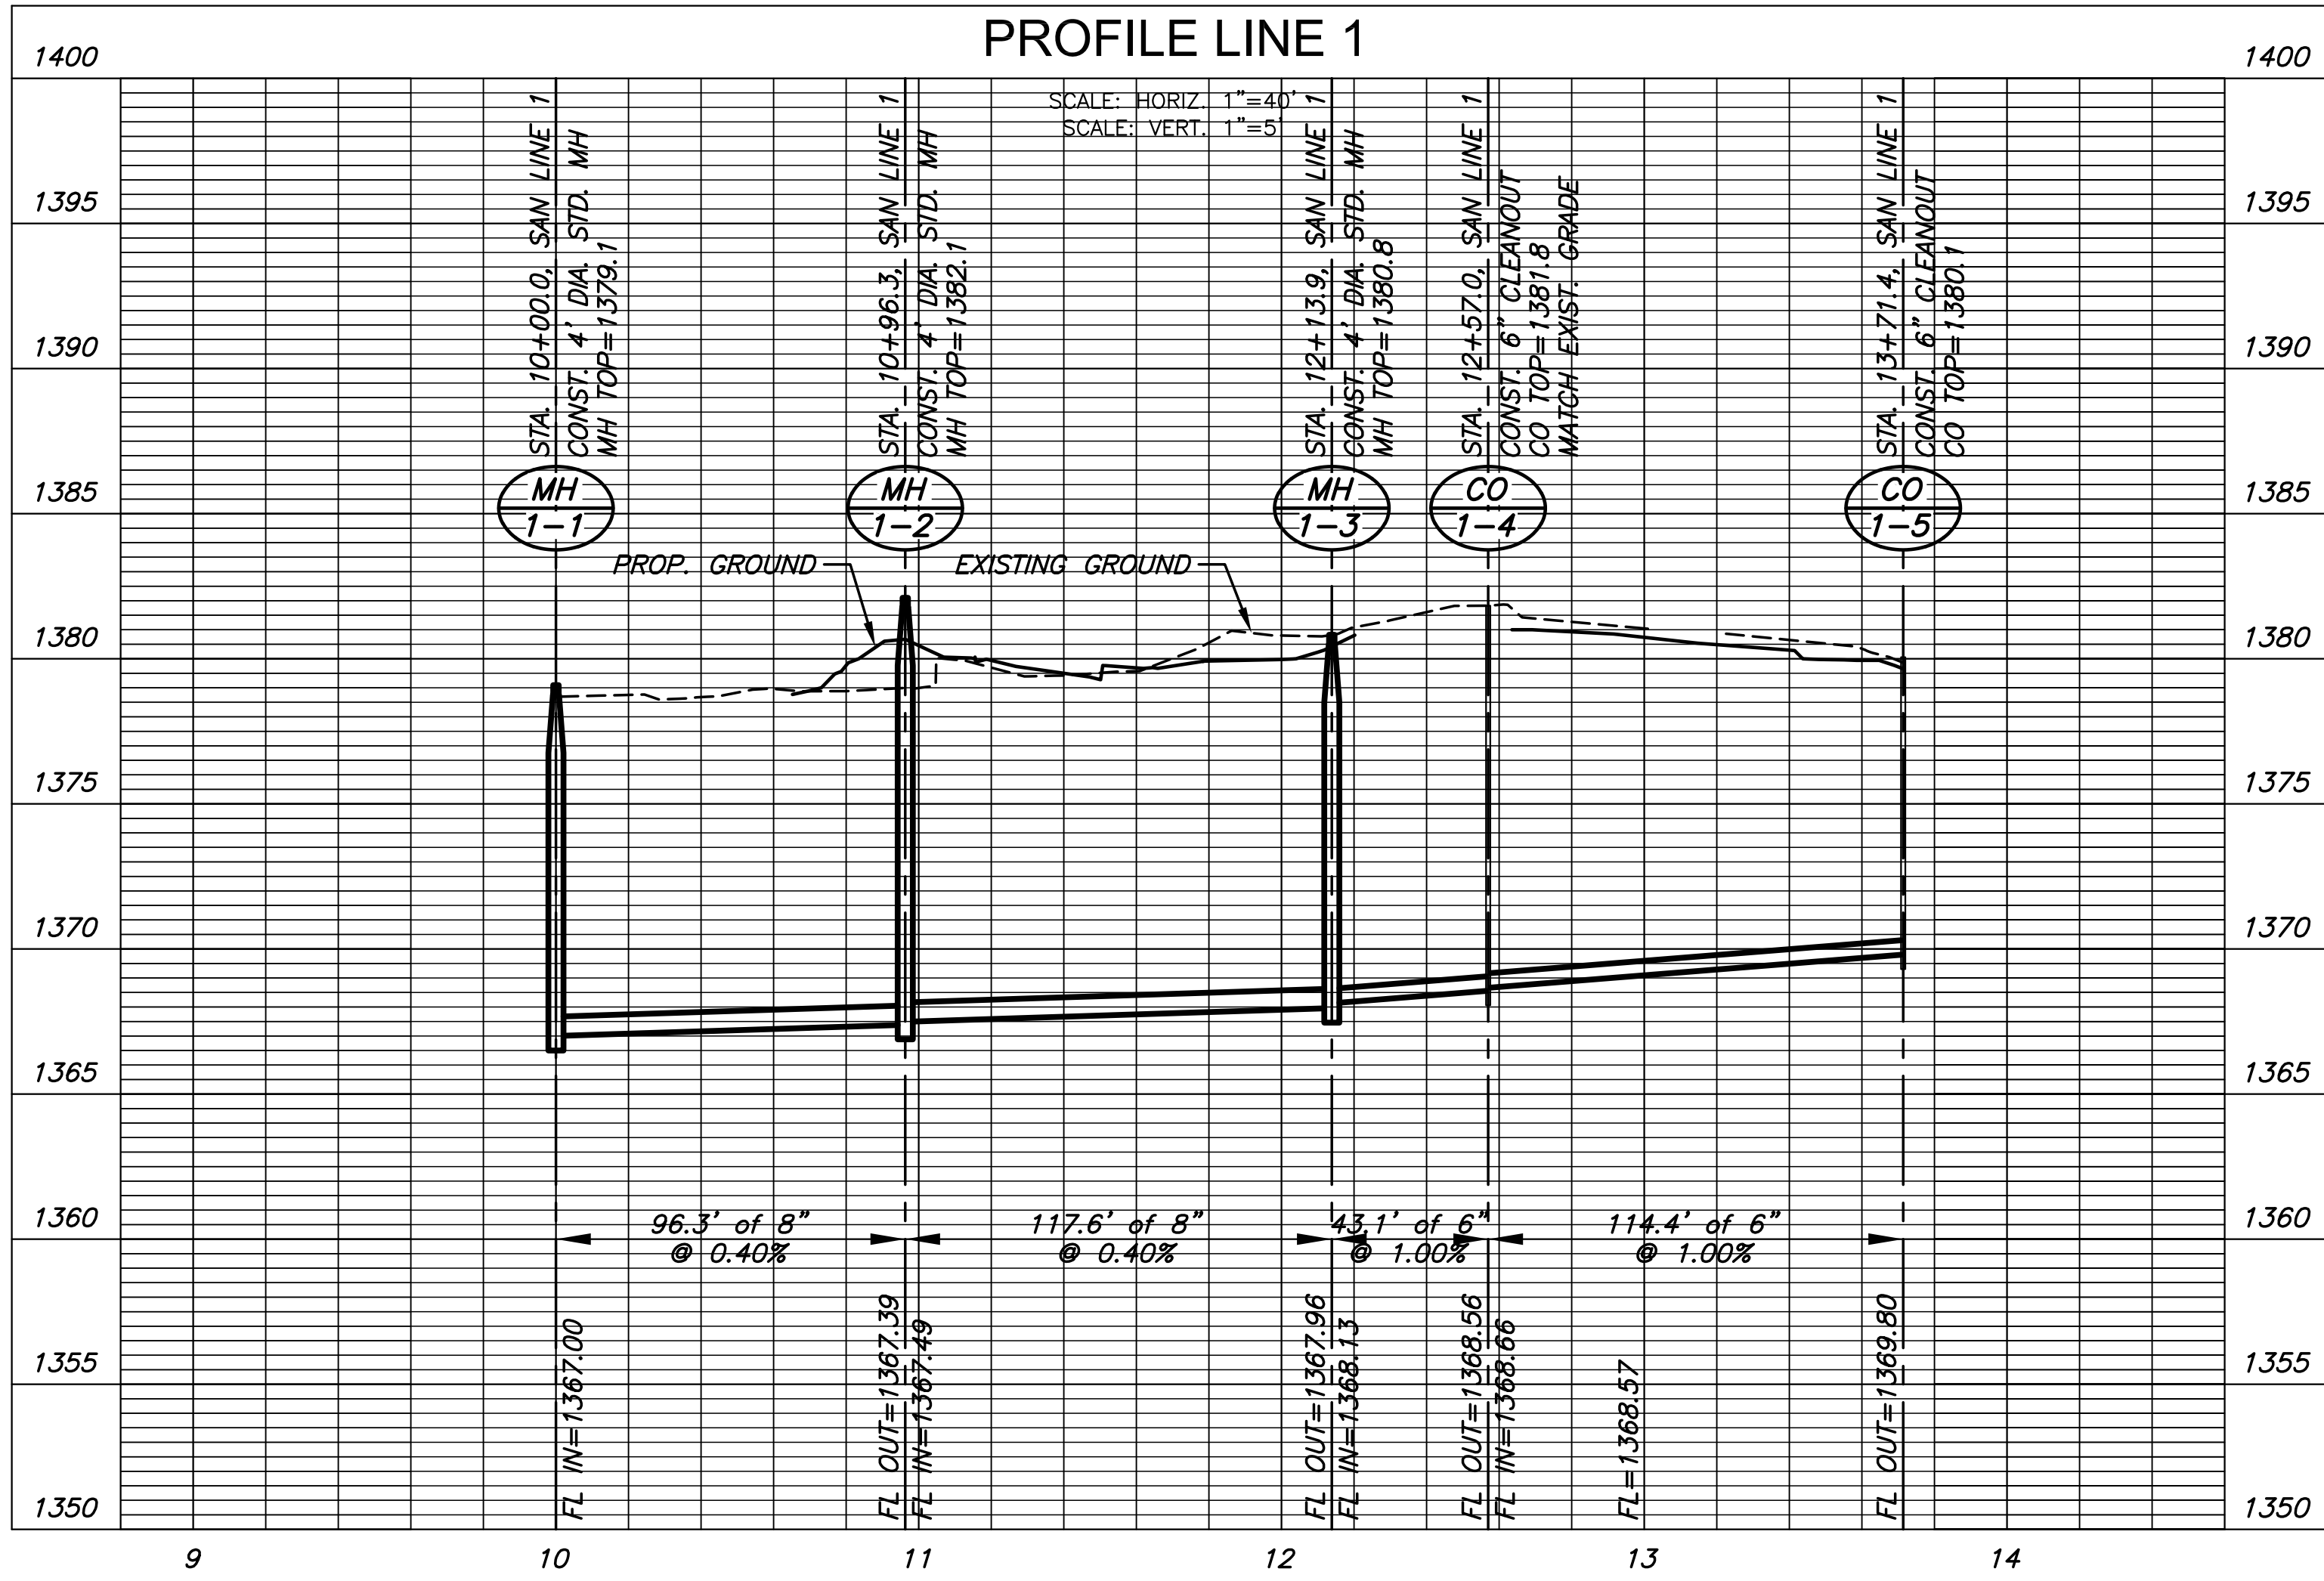 PROFILE LINE 1
SCALE: HORIZ. 1"=40'
SCALE: VERT. 1"=5'
1400
1395
1390
1385
1380
1375
1370
1365
1360
1355
1350
1400
1395
1390
1385
1380
1375
1370
1365
1360
1355
1350
STA. 10+00.0, SAN LINE 1
CONST. 4' DIA. STD. MH
MH TOP=1379.1
STA. 10+96.3, SAN LINE 1
CONST. 4' DIA. STD. MH
MH TOP=1382.1
STA. 12+13.9, SAN LINE 1
CONST. 4' DIA. STD. MH
MH TOP=1380.8
STA. 12+57.0, SAN LINE 1
CONST. 6" CLEANOUT
CO TOP=1381.8
MATCH EXIST. GRADE
STA. 13+71.4, SAN LINE 1
CONST. 6" CLEANOUT
CO TOP=1380.1
MH
1-1
MH
1-2
MH
1-3
CO
1-4
CO
1-5
PROP. GROUND
EXISTING GROUND
96.3' of 8"
@ 0.40%
117.6' of 8"
@ 0.40%
43.1' of 6"
@ 1.00%
114.4' of 6"
@ 1.00%
FL IN=1367.00
FL OUT=1367.39
FL IN=1367.49
FL OUT=1367.96
FL IN=1368.13
FL OUT=1368.56
FL IN=1368.66
FL=1368.57
FL OUT=1369.80
9
10
11
12
13
14